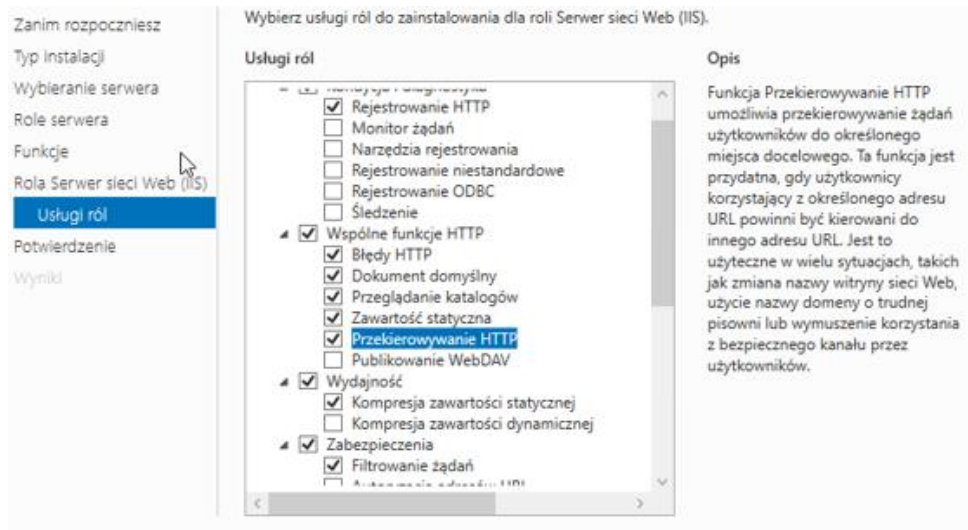 Zanim rozpoczniesz
Typ instalacji
Wybieranie serwera
Role serwera
Funkcje
Rola Serwer sieci Web (IIS)
Usługi ról
Potwierdzenie
Wyniki
Wybierz usługi ról do zainstalowania dla roli Serwer sieci Web (IIS).
Usługi ról
Rejestrowanie HTTP
Monitor żądań
Narzędzia rejestrowania
Rejestrowanie niestandardowe
Rejestrowanie ODBC
Śledzenie
Wspólne funkcje HTTP
Błędy HTTP
Dokument domyślny
Przeglądanie katalogów
Zawartość statyczna
Przekierowywanie HTTP
Publikowanie WebDAV
Wydajność
Kompresja zawartości statycznej
Kompresja zawartości dynamicznej
Zabezpieczenia
Filtrowanie żądań
Opis
Funkcja Przekierowywanie HTTP
umożliwia przekierowywanie żądań
użytkowników do określonego
miejsca docelowego. Ta funkcja jest
przydatna, gdy użytkownicy
korzystający z określonego adresu
URL powinni być kierowani do
innego adresu URL. Jest to
użyteczne w wielu sytuacjach, takich
jak zmiana nazwy witryny sieci Web,
użycie nazwy domeny o trudnej
pisowni lub wymuszenie korzystania
z bezpiecznego kanału przez
użytkowników.